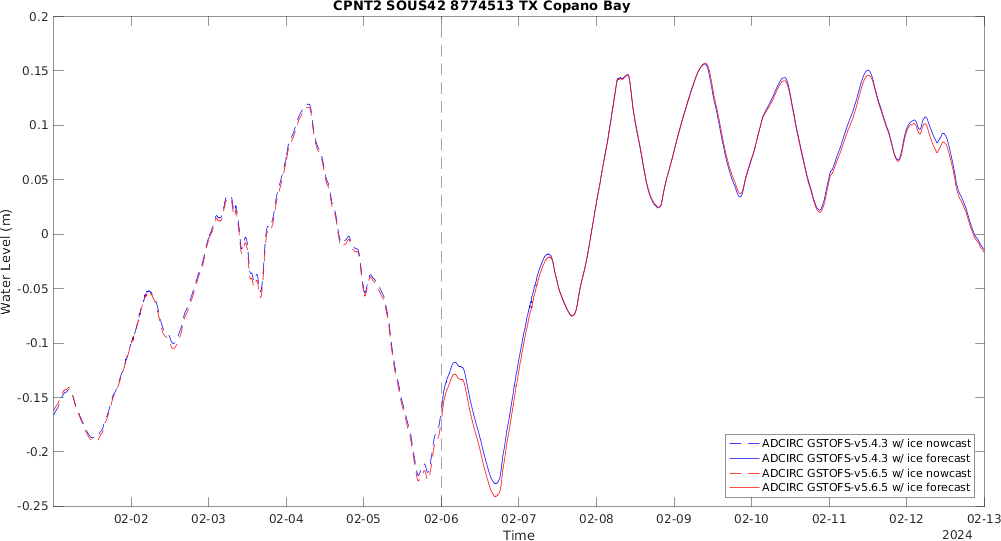 CPNT2 SOUS42 8774513 TX Copano Bay
0.2
0.15
0.1
0.05
0
-0.05
-0.1
-0.15
-0.2
-0.25
Water Level (m)
ADCIRC GSTOFS-v5.4.3 w/ ice nowcast
ADCIRC GSTOFS-v5.4.3 w/ ice forecast
ADCIRC GSTOFS-v5.6.5 w/ ice nowcast
ADCIRC GSTOFS-v5.6.5 w/ ice forecast
02-02 02-03 02-04 02-05 02-06 02-07 02-08 02-09 02-10 02-11 02-12 02-13
Time
2024